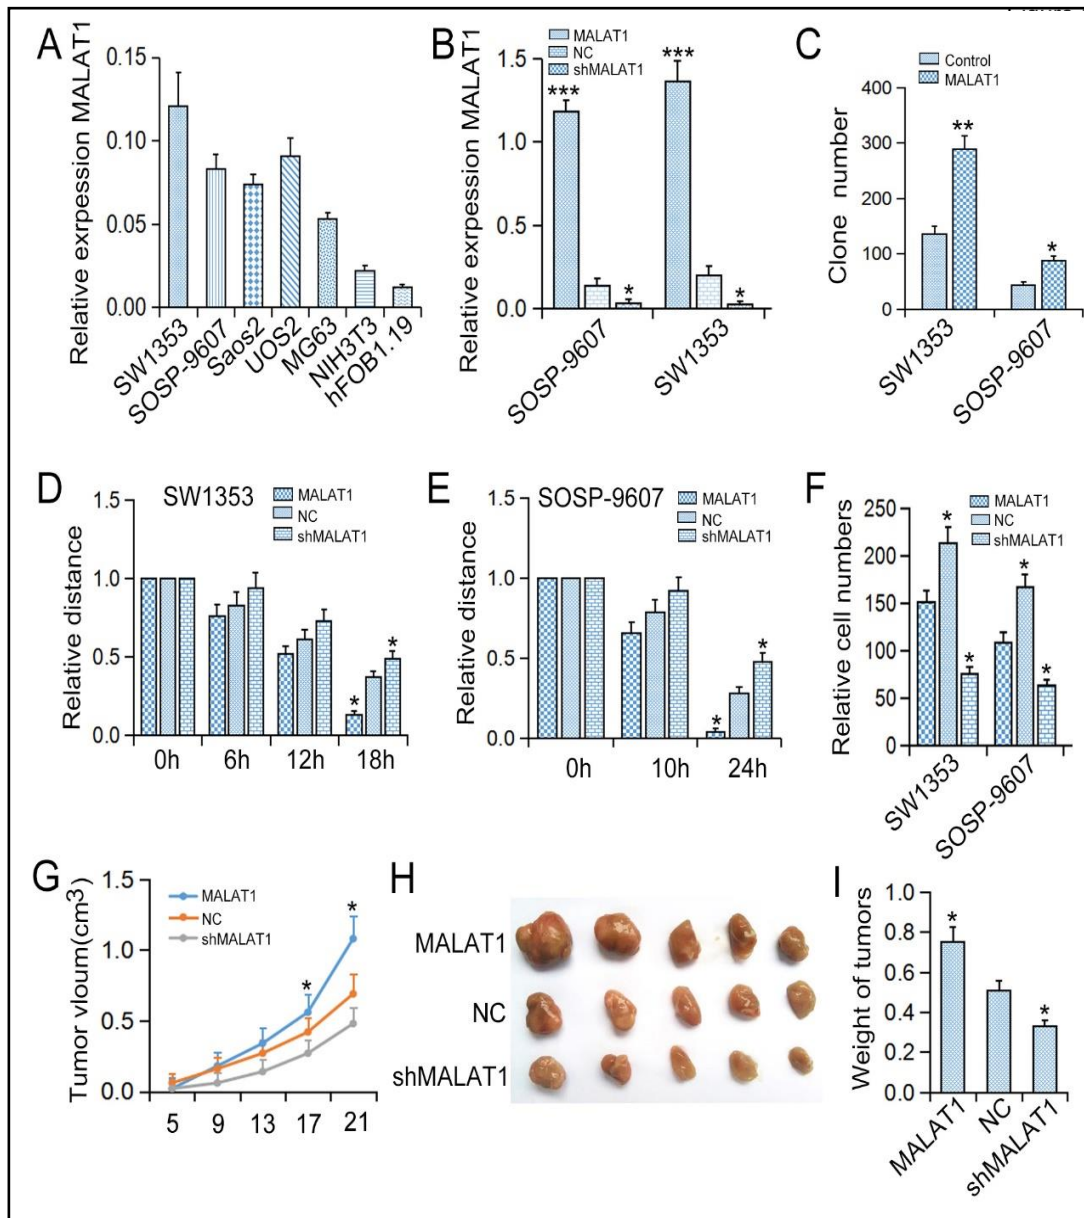 A
Relative exrpession MALAT1
0.15
0.10
0.05
0.00
SW1353
SOSP-9607
Saos2
UOS2
MG63
NIH3T3
hFOB1.19
B
Relative exrpession MALAT1
MALAT1
NC
shMALAT1
1.5
1.0
0.5
0.0
***
*
***
*
SOSP-9607
SW1353
C
Clone number
Control
MALAT1
400
300
200
100
0
**
*
SW1353
SOSP-9607
D
SW1353
Relative distance
MALAT1
NC
shMALAT1
1.5
1.0
0.5
0.0
*
*
0h
6h
12h
18h
E
SOSP-9607
Relative distance
MALAT1
NC
shMALAT1
1.5
1.0
0.5
0.0
*
*
0h
10h
24h
F
Relative cell numbers
MALAT1
NC
shMALAT1
250
200
150
100
50
0
*
*
*
*
SW1353
SOSP-9607
G
Tumor vloum(cm3)
MALAT1
NC
shMALAT1
1.5
1.0
0.5
0.0
*
*
5
9
13
17
21
H
MALAT1
NC
shMALAT1
I
Weight of tumors
1.0
0.8
0.6
0.4
0.2
0.0
*
*
MALAT1
NC
shMALAT1